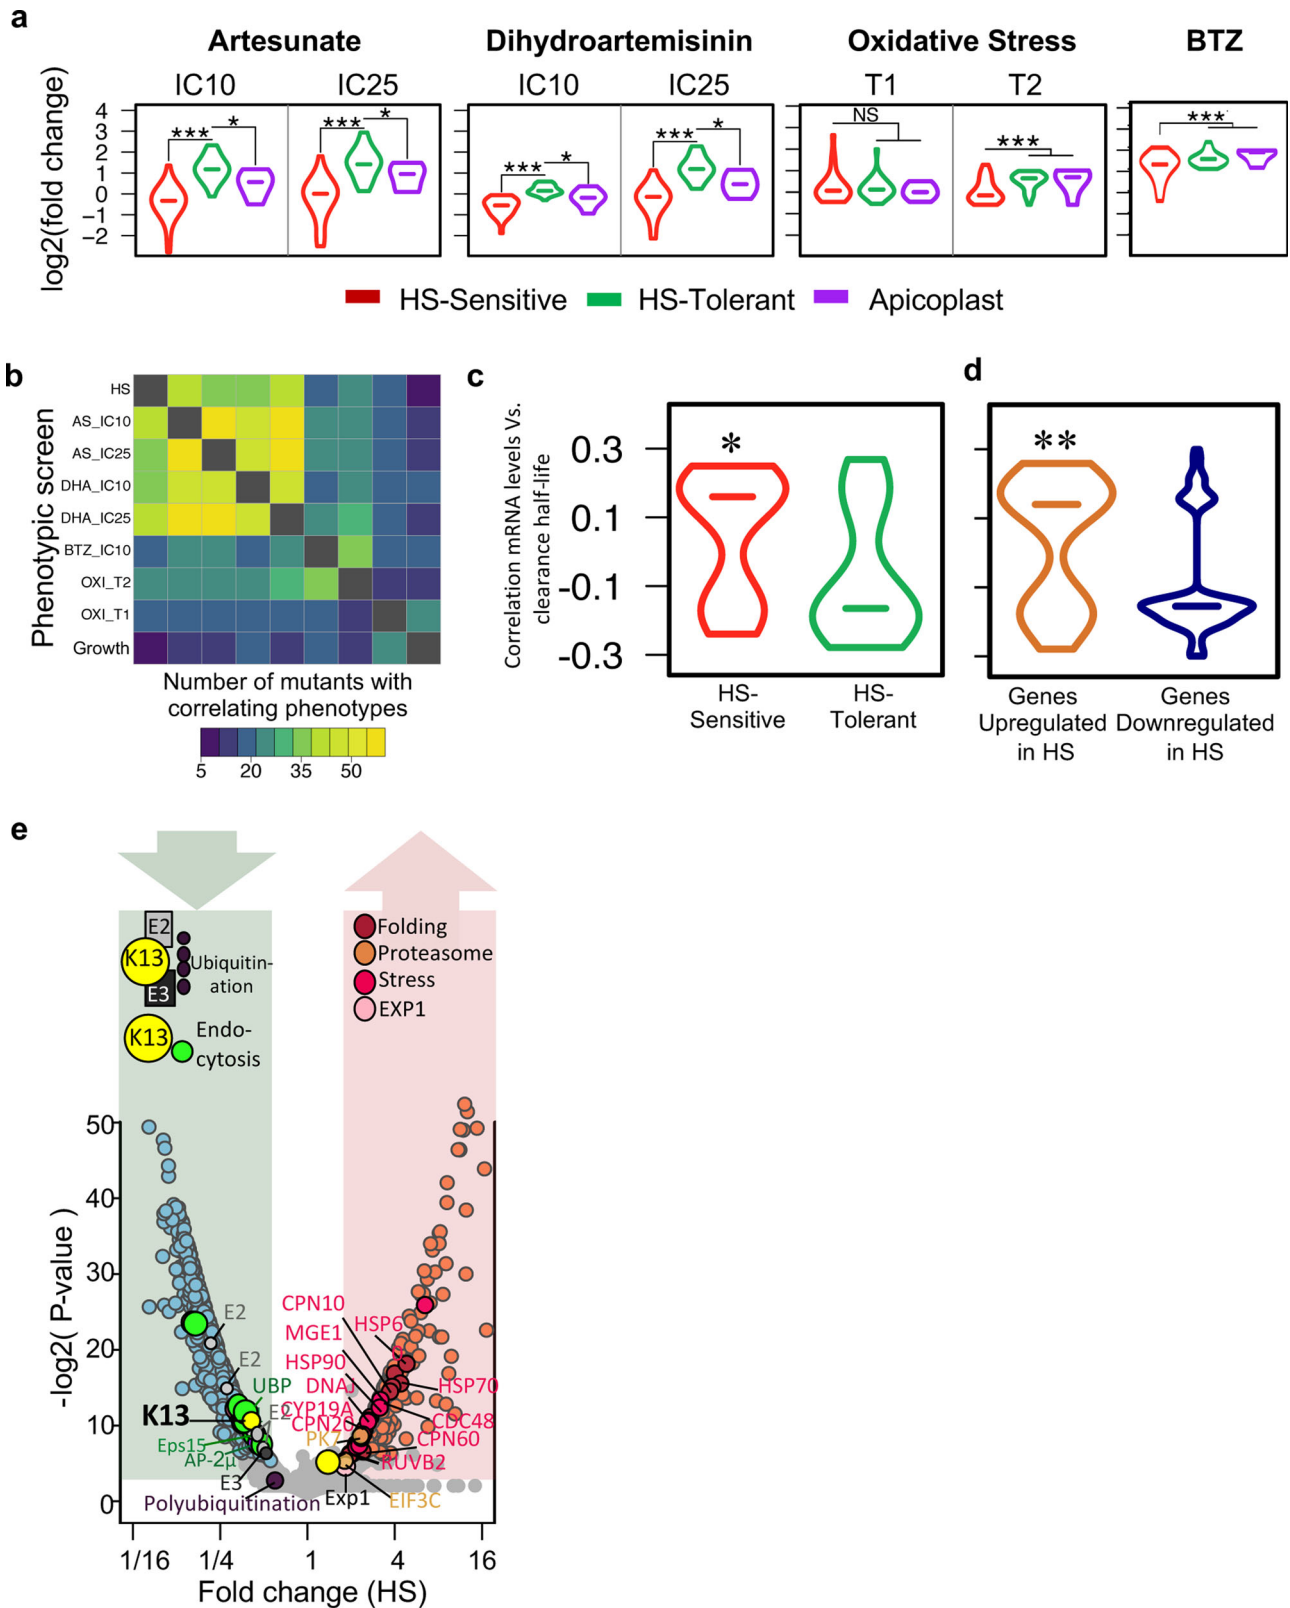 a
Artesunate
Dihydroartemisinin
Oxidative Stress
BTZ
IC10
IC25
IC10
IC25
T1
T2
log2(fold change)
4
3
2
1
0
−1
−2
***
*
***
*
***
*
***
*
NS
***
***
HS-Sensitive
HS-Tolerant
Apicoplast
b
Phenotypic screen
HS
AS_IC10
AS_IC25
DHA_IC10
DHA_IC25
BTZ_IC10
OXI_T2
OXI_T1
Growth
Number of mutants with
correlating phenotypes
5
20
35
50
c
Correlation mRNA levels Vs.
clearance half-life
0.3
0.1
-0.1
-0.3
*
HS-
Sensitive
HS-
Tolerant
d
**
Genes
Upregulated
in HS
Genes
Downregulated
in HS
e
E2
K13
E3
Ubiquitin-
ation
K13
Endo-
cytosis
Folding
Proteasome
Stress
EXP1
-log2( P-value )
50
40
30
20
10
0
E2
E2
UBP
E2
K13
Eps15
AP-2μ
E3
Polyubiquitination
CPN10
MGE1
HSP6
HSP90
DNAJ
CYP19A
CPN20
PK7
HSP70
CDC48
CPN60
RUVB2
Exp1
EIF3C
1/16
1/4
1
4
16
Fold change (HS)